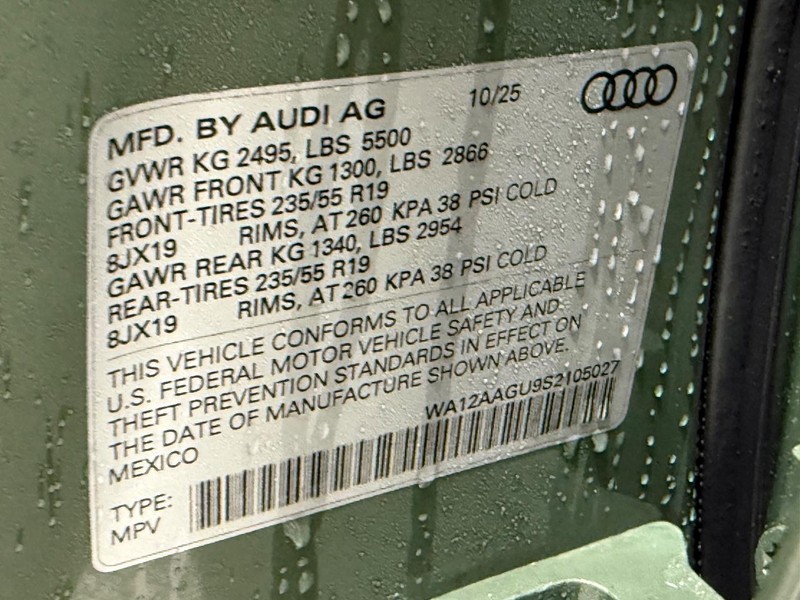 MFD. BY AUDI AG 10/25
GVWR KG 2495, LBS 5500
GAWR FRONT KG 1300, LBS 2866
FRONT-TIRES 235/55 R19
8JX19 RIMS, AT 260 KPA 38 PSI COLD
GAWR REAR KG 1340, LBS 2954
REAR-TIRES 235/55 R19
8JX19 RIMS, AT 260 KPA 38 PSI COLD
THIS VEHICLE CONFORMS TO ALL APPLICABLE
U.S. FEDERAL MOTOR VEHICLE SAFETY AND
THEFT PREVENTION STANDARDS IN EFFECT ON
THE DATE OF MANUFACTURE SHOWN ABOVE.
MEXICO WA12AAGU9S2105027
TYPE:
MPV